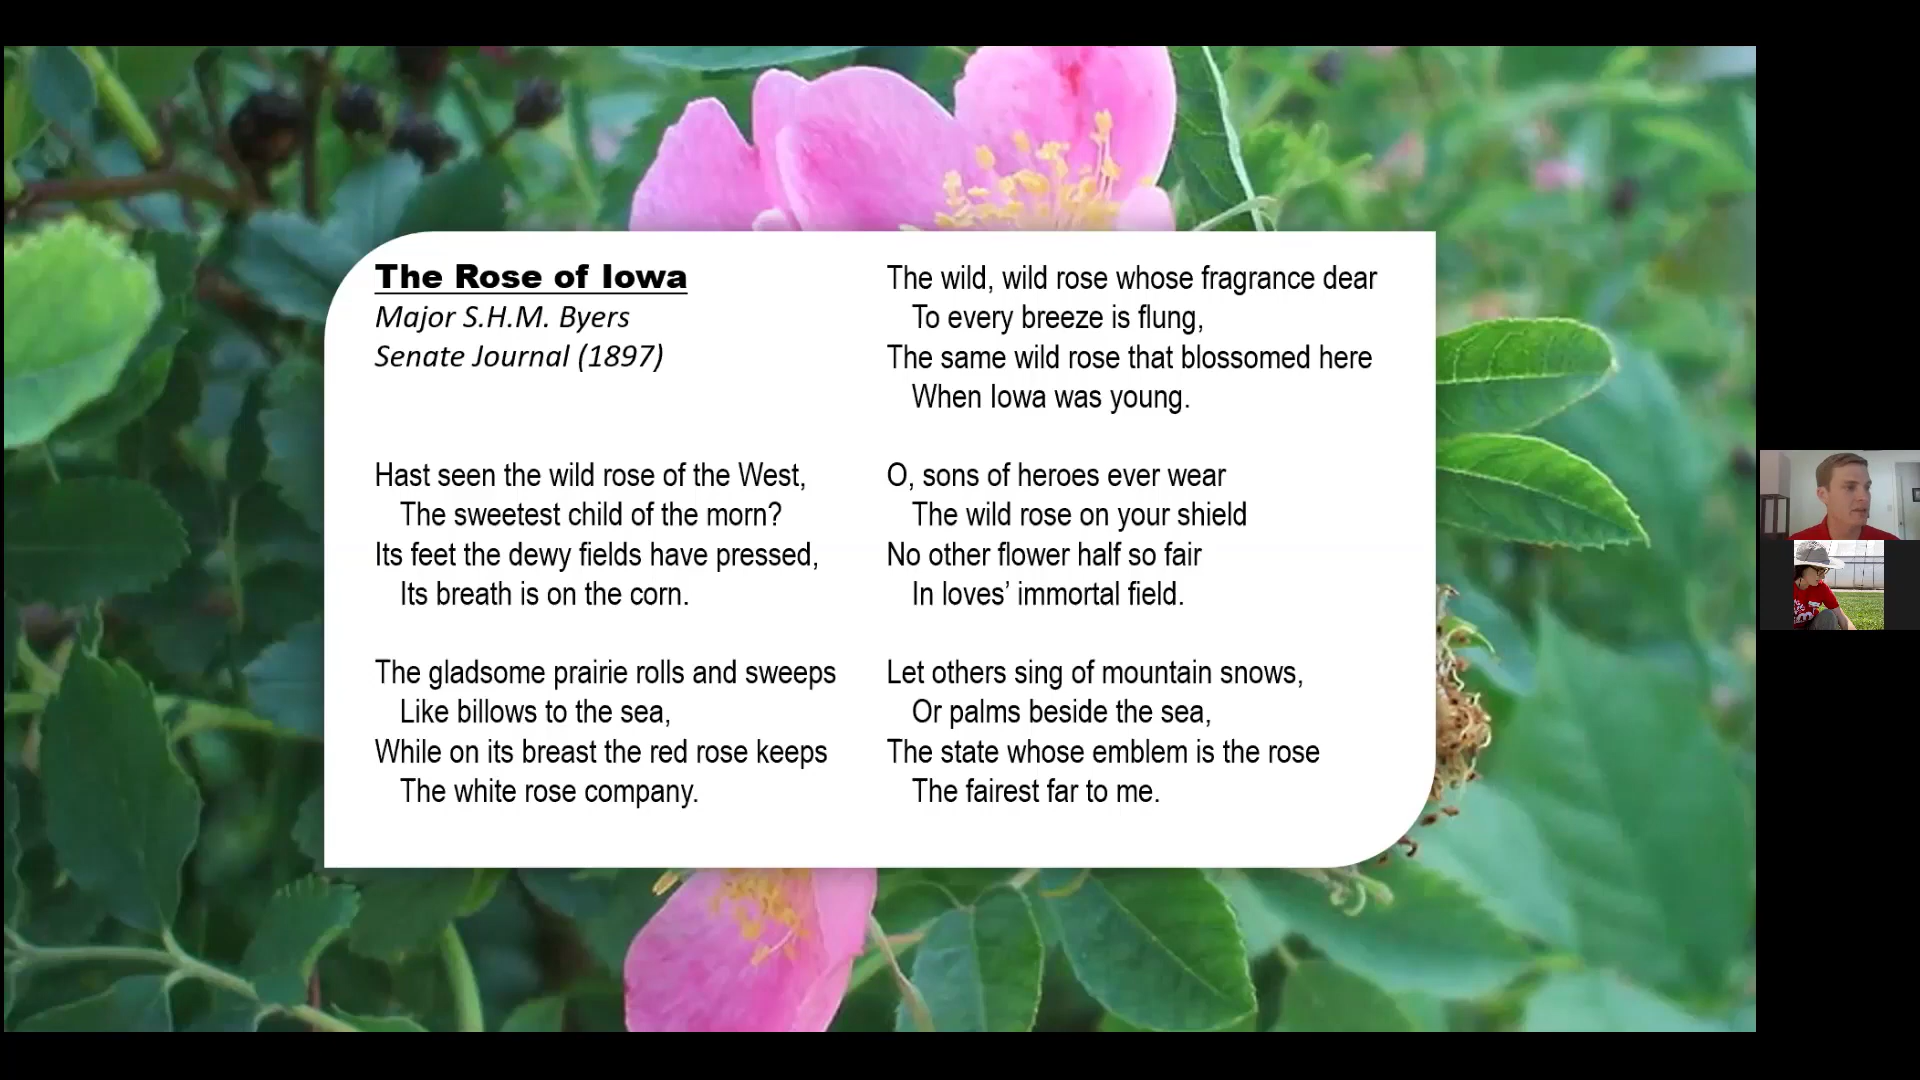 The Rose of Iowa
Major S.H.M. Byers
Senate Journal (1897)
Hast seen the wild rose of the West,
The sweetest child of the morn?
Its feet the dewy fields have pressed,
Its breath is on the corn.
The gladsome prairie rolls and sweeps
Like billows to the sea,
While on its breast the red rose keeps
The white rose company.
The wild, wild rose whose fragrance dear
To every breeze is flung,
The same wild rose that blossomed here
When Iowa was young.
O, sons of heroes ever wear
The wild rose on your shield
No other flower half so fair
In loves’ immortal field.
Let others sing of mountain snows,
Or palms beside the sea,
The state whose emblem is the rose
The fairest far to me.